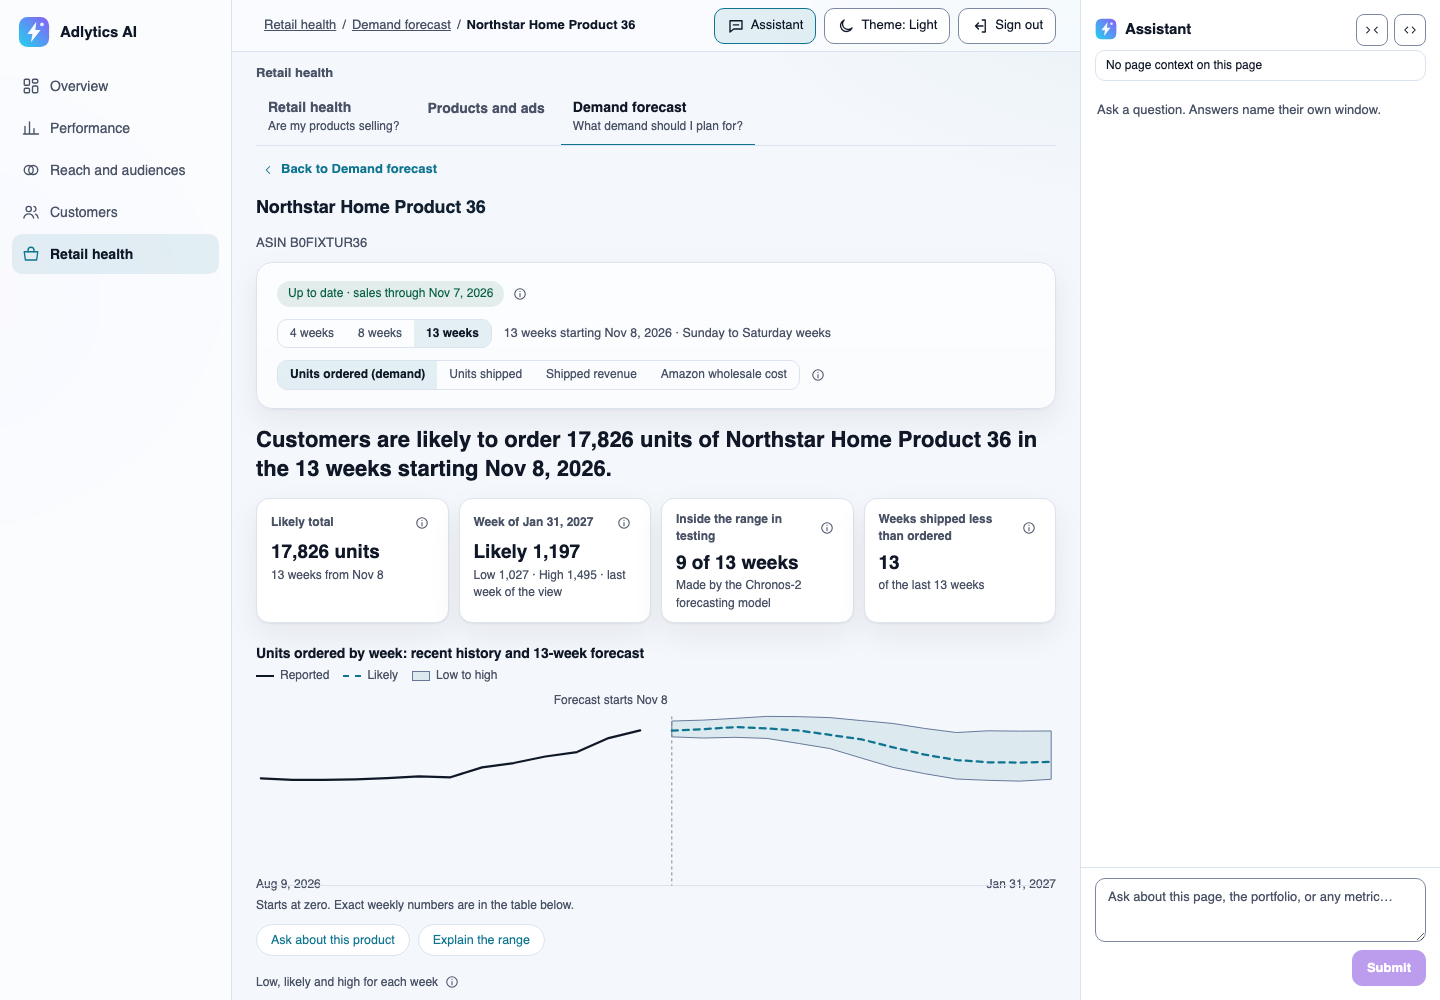 Adlytics AI
Overview
Performance
Reach and audiences
Customers
Retail health
Retail health / Demand forecast / Northstar Home Product 36
Assistant
Theme: Light
Sign out
Retail health
Retail health
Are my products selling?
Products and ads
Demand forecast
What demand should I plan for?
Back to Demand forecast
Northstar Home Product 36
ASIN B0FIXTUR36
Up to date · sales through Nov 7, 2026
4 weeks
8 weeks
13 weeks
13 weeks starting Nov 8, 2026 · Sunday to Saturday weeks
Units ordered (demand)
Units shipped
Shipped revenue
Amazon wholesale cost
Customers are likely to order 17,826 units of Northstar Home Product 36 in
the 13 weeks starting Nov 8, 2026.
Likely total
17,826 units
13 weeks from Nov 8
Week of Jan 31, 2027
Likely 1,197
Low 1,027 · High 1,495 · last
week of the view
Inside the range in
testing
9 of 13 weeks
Made by the Chronos-2
forecasting model
Weeks shipped less
than ordered
13
of the last 13 weeks
Units ordered by week: recent history and 13-week forecast
Reported
Likely
Low to high
Forecast starts Nov 8
Aug 9, 2026
Jan 31, 2027
Starts at zero. Exact weekly numbers are in the table below.
Ask about this product
Explain the range
Low, likely and high for each week
Assistant
No page context on this page
Ask a question. Answers name their own window.
Ask about this page, the portfolio, or any metric…
Submit